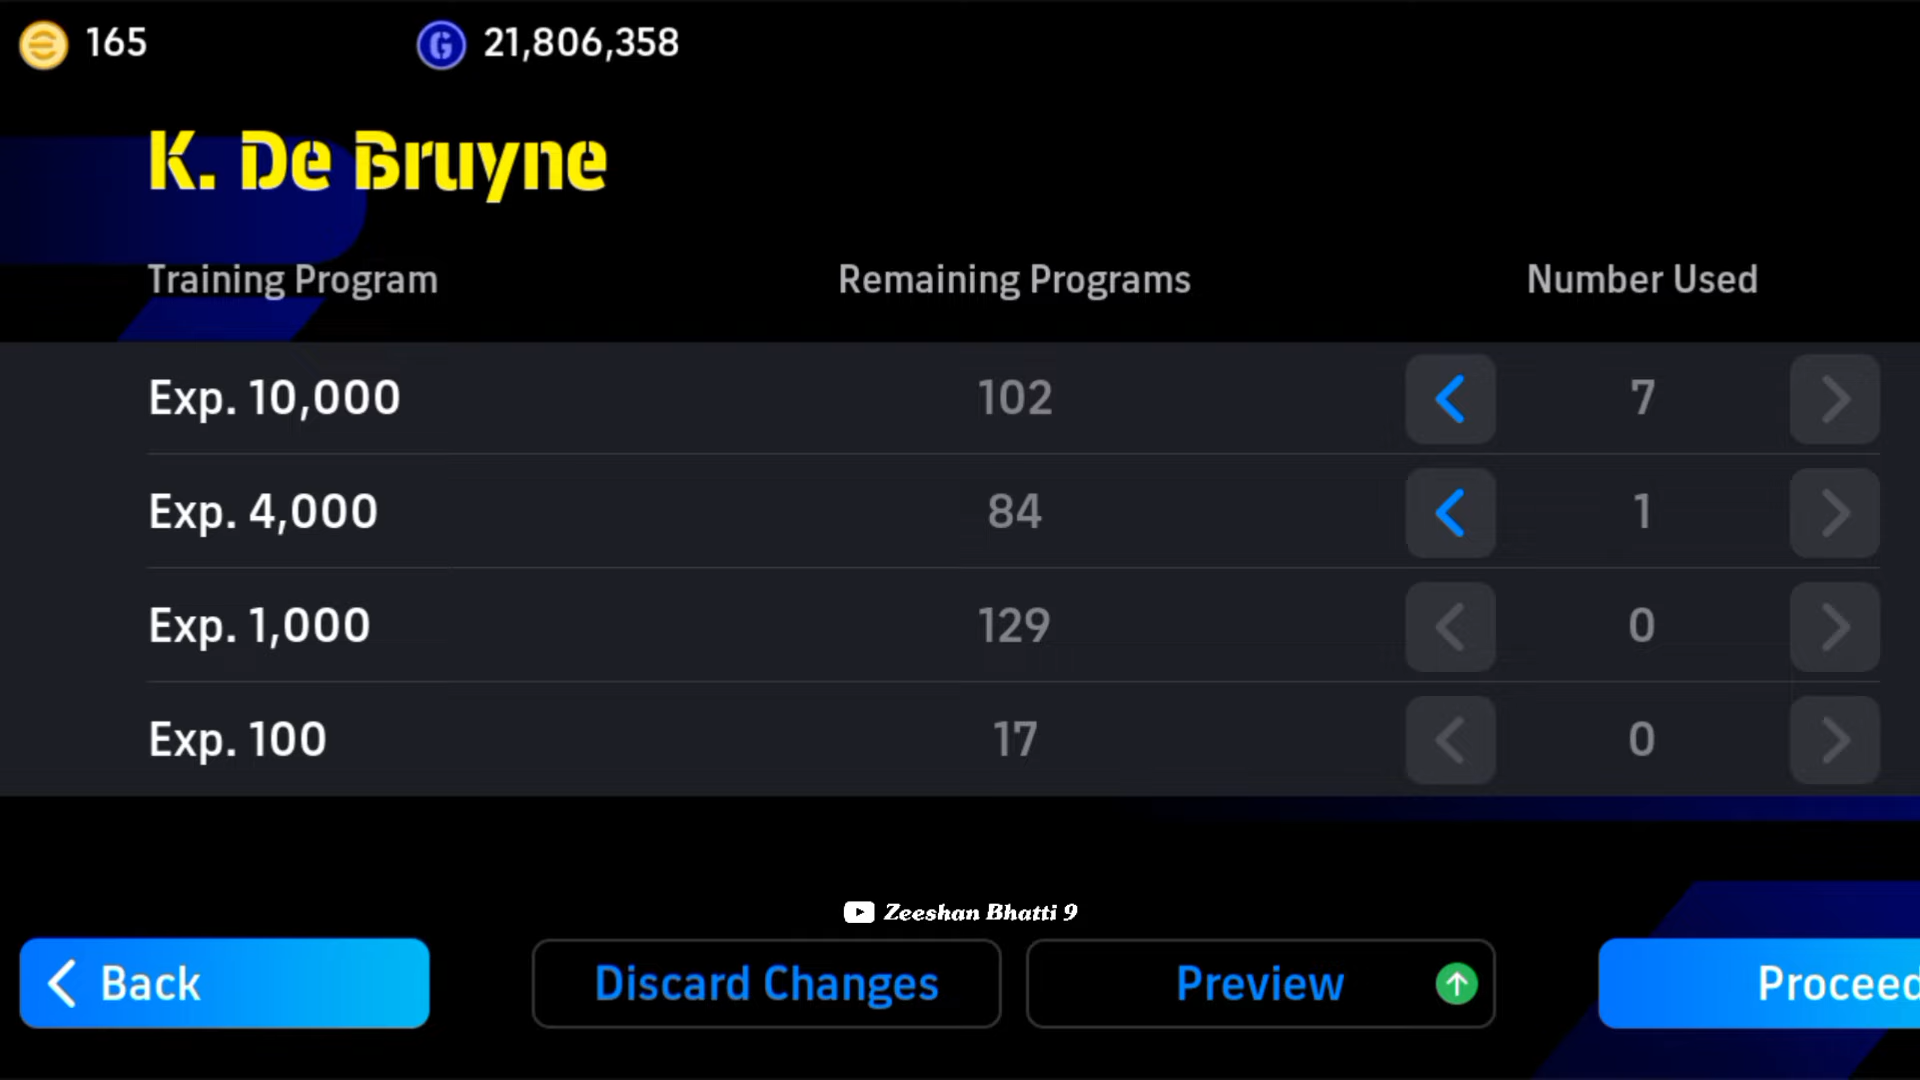 165
21,806,358
K. De Bruyne
Training Program Remaining Programs Number Used
Exp. 10,000 102 7
Exp. 4,000 84 1
Exp. 1,000 129 0
Exp. 100 17 0
Zeeshan Bhatti 9
Back Discard Changes Preview Proceed